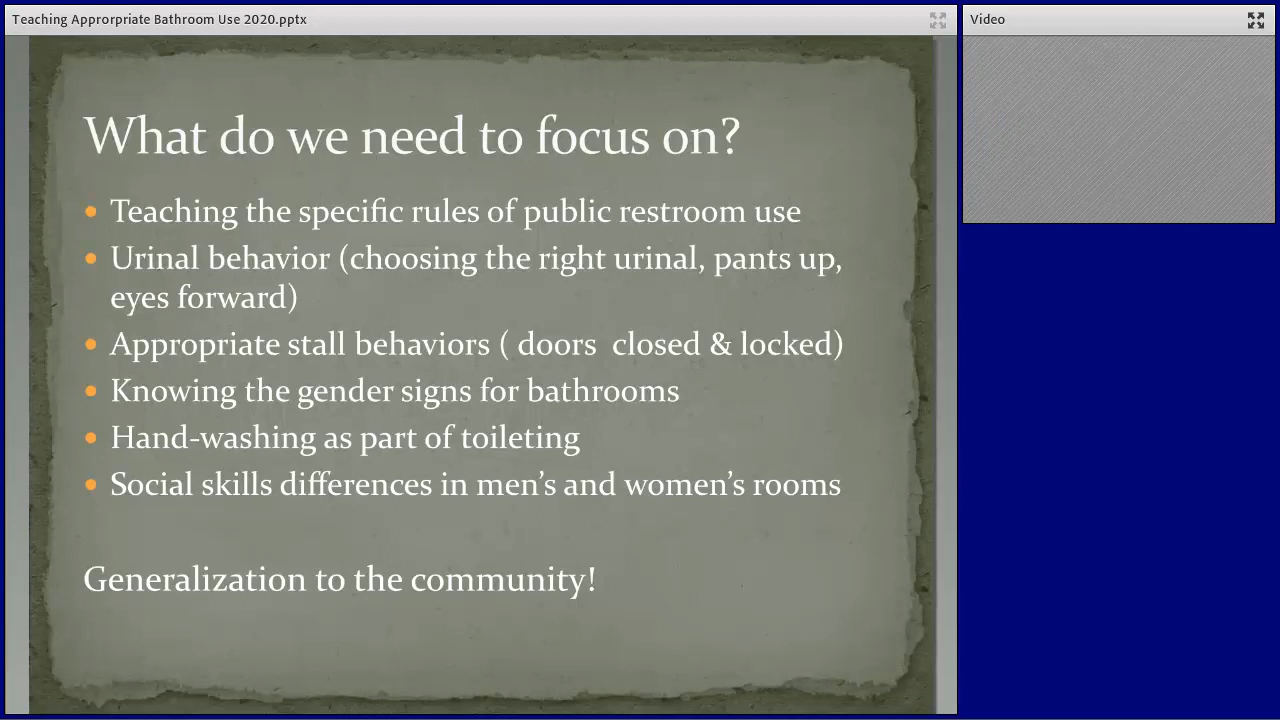 Teaching Approrpriate Bathroom Use 2020.pptx
Video
What do we need to focus on?
• Teaching the specific rules of public restroom use
• Urinal behavior (choosing the right urinal, pants up,
eyes forward)
• Appropriate stall behaviors ( doors  closed & locked)
• Knowing the gender signs for bathrooms
• Hand-washing as part of toileting
• Social skills differences in men’s and women’s rooms
Generalization to the community!